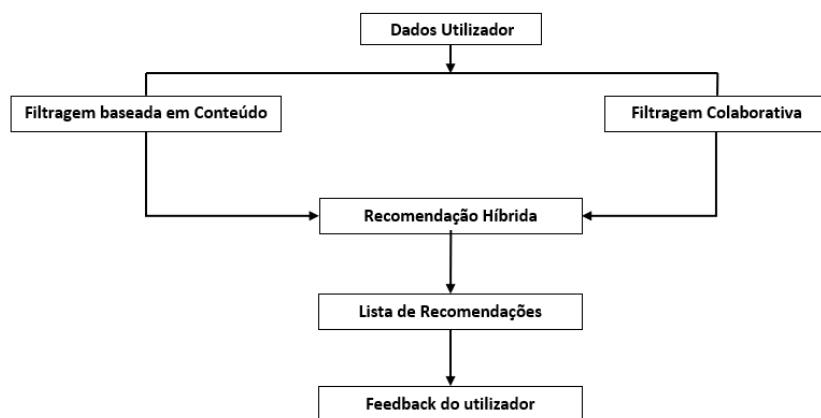 Dados Utilizador
Filtragem baseada em Conteúdo
Filtragem Colaborativa
Recomendação Híbrida
Lista de Recomendações
Feedback do utilizador